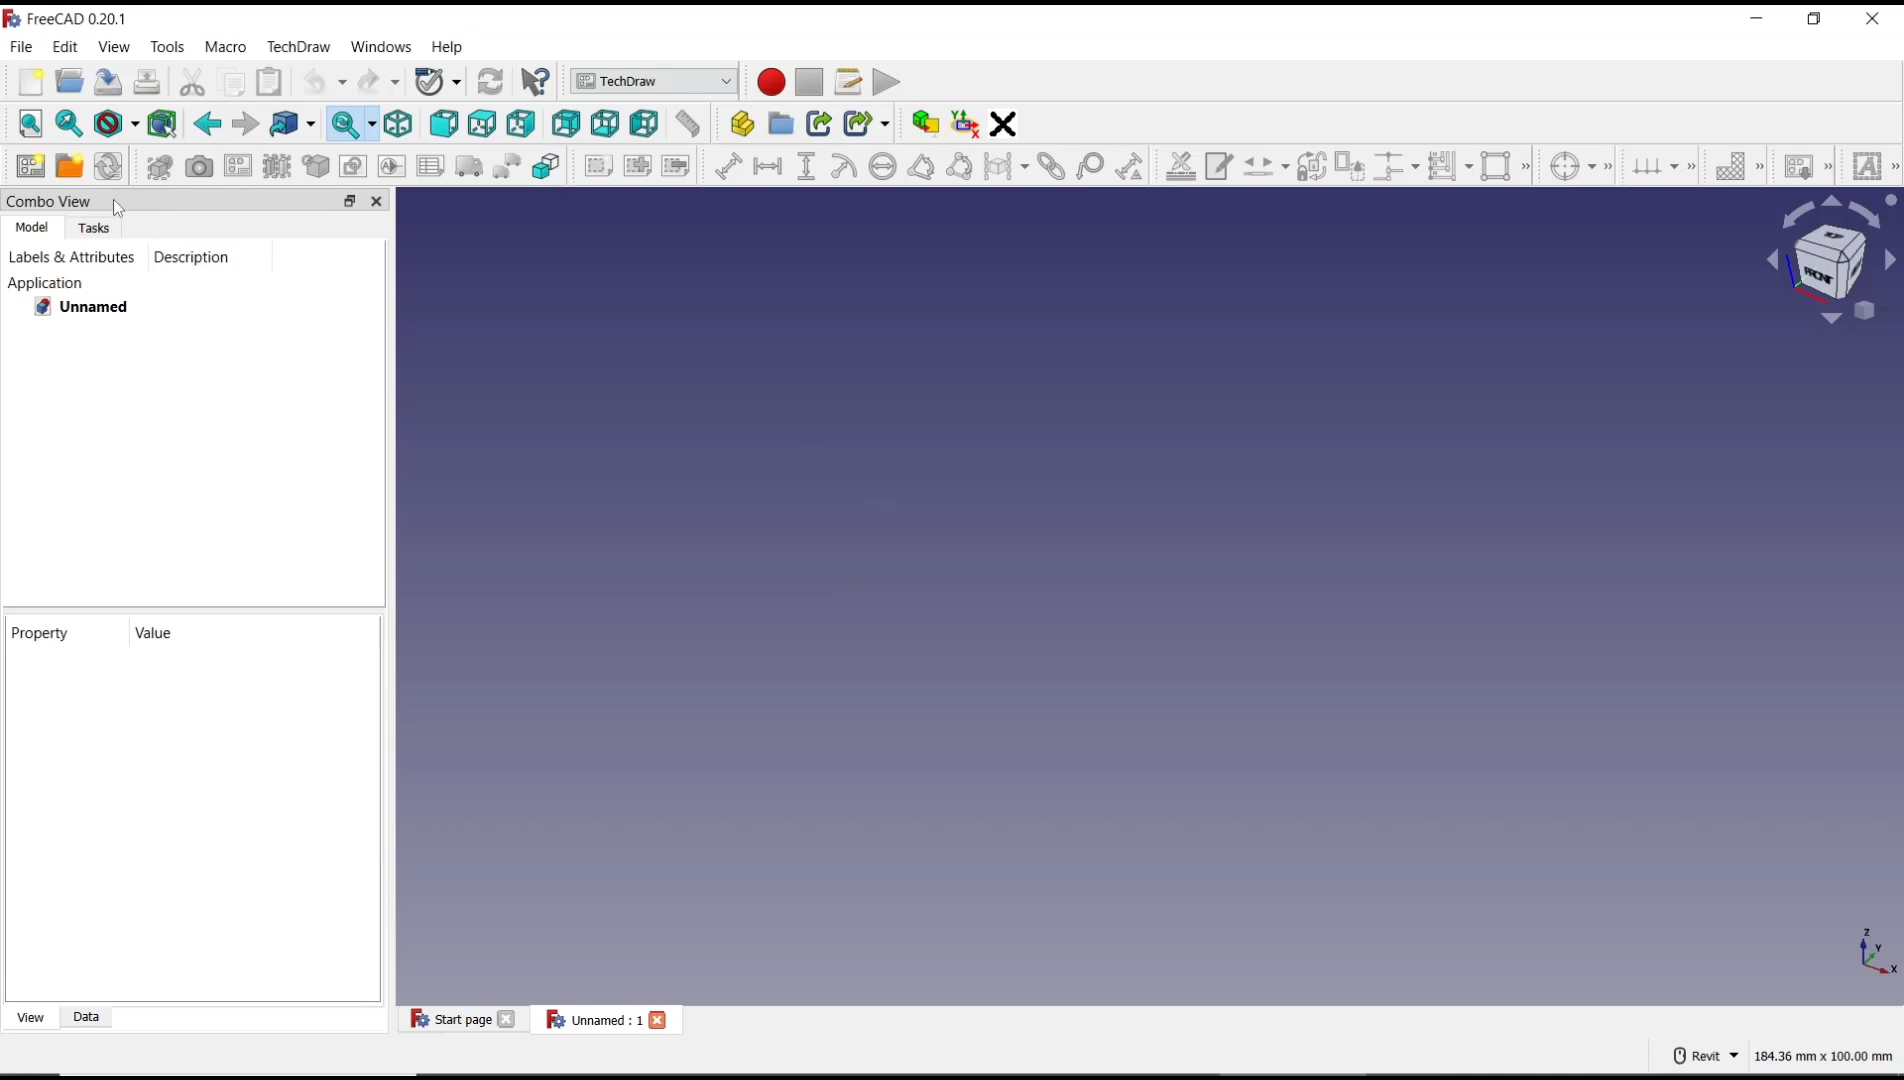 FreeCAD 0.20.1
File Edit View Tools Macro TechDraw Windows Help
TechDraw
Combo View
Model Tasks
Labels & Attributes Description
Application
Unnamed
FRONT
Property Value
Z
Y
X
View Data
Start page Unnamed : 1
Revit 184.36 mm x 100.00 mm